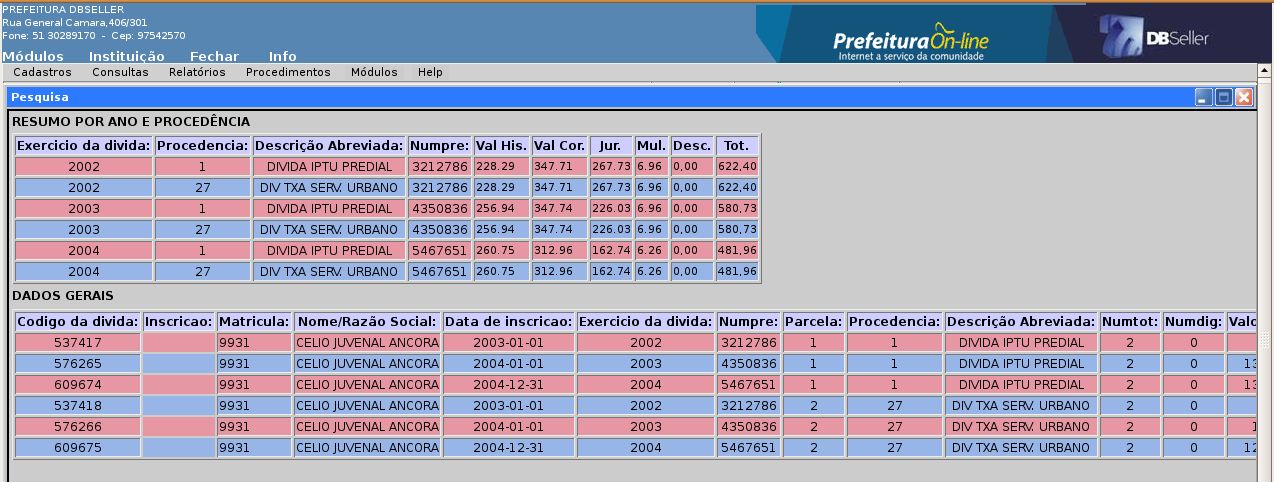 PREFEITURA DBSELLER
Rua General Camara,406/301
Fone: 51 30289170 - Cep: 97542570
Módulos Instituição Fechar Info
Prefeitura On-line
Internet a serviço da comunidade
DBSeller
Cadastros Consultas Relatórios Procedimentos Módulos Help
Pesquisa
RESUMO POR ANO E PROCEDÊNCIA
Exercicio da divida: Procedencia: Descrição Abreviada: Numpre: Val His. Val Cor. Jur. Mul. Desc. Tot.
2002 1 DIVIDA IPTU PREDIAL 3212786 228.29 347.71 267.73 6.96 0,00 622,40
2002 27 DIV TXA SERV. URBANO 3212786 228.29 347.71 267.73 6.96 0,00 622,40
2003 1 DIVIDA IPTU PREDIAL 4350836 256.94 347.74 226.03 6.96 0,00 580,73
2003 27 DIV TXA SERV. URBANO 4350836 256.94 347.74 226.03 6.96 0,00 580,73
2004 1 DIVIDA IPTU PREDIAL 5467651 260.75 312.96 162.74 6.26 0,00 481,96
2004 27 DIV TXA SERV. URBANO 5467651 260.75 312.96 162.74 6.26 0,00 481,96
DADOS GERAIS
Codigo da divida: Inscricao: Matricula: Nome/Razão Social: Data de inscricao: Exercicio da divida: Numpre: Parcela: Procedencia: Descrição Abreviada: Numtot: Numdig:
537417 9931 CELIO JUVENAL ANCORA 2003-01-01 2002 3212786 1 1 DIVIDA IPTU PREDIAL 2 0
576265 9931 CELIO JUVENAL ANCORA 2004-01-01 2003 4350836 1 1 DIVIDA IPTU PREDIAL 2 0
609674 9931 CELIO JUVENAL ANCORA 2004-12-31 2004 5467651 1 1 DIVIDA IPTU PREDIAL 2 0
537418 9931 CELIO JUVENAL ANCORA 2003-01-01 2002 3212786 2 27 DIV TXA SERV. URBANO 2 0
576266 9931 CELIO JUVENAL ANCORA 2004-01-01 2003 4350836 2 27 DIV TXA SERV. URBANO 2 0
609675 9931 CELIO JUVENAL ANCORA 2004-12-31 2004 5467651 2 27 DIV TXA SERV. URBANO 2 0